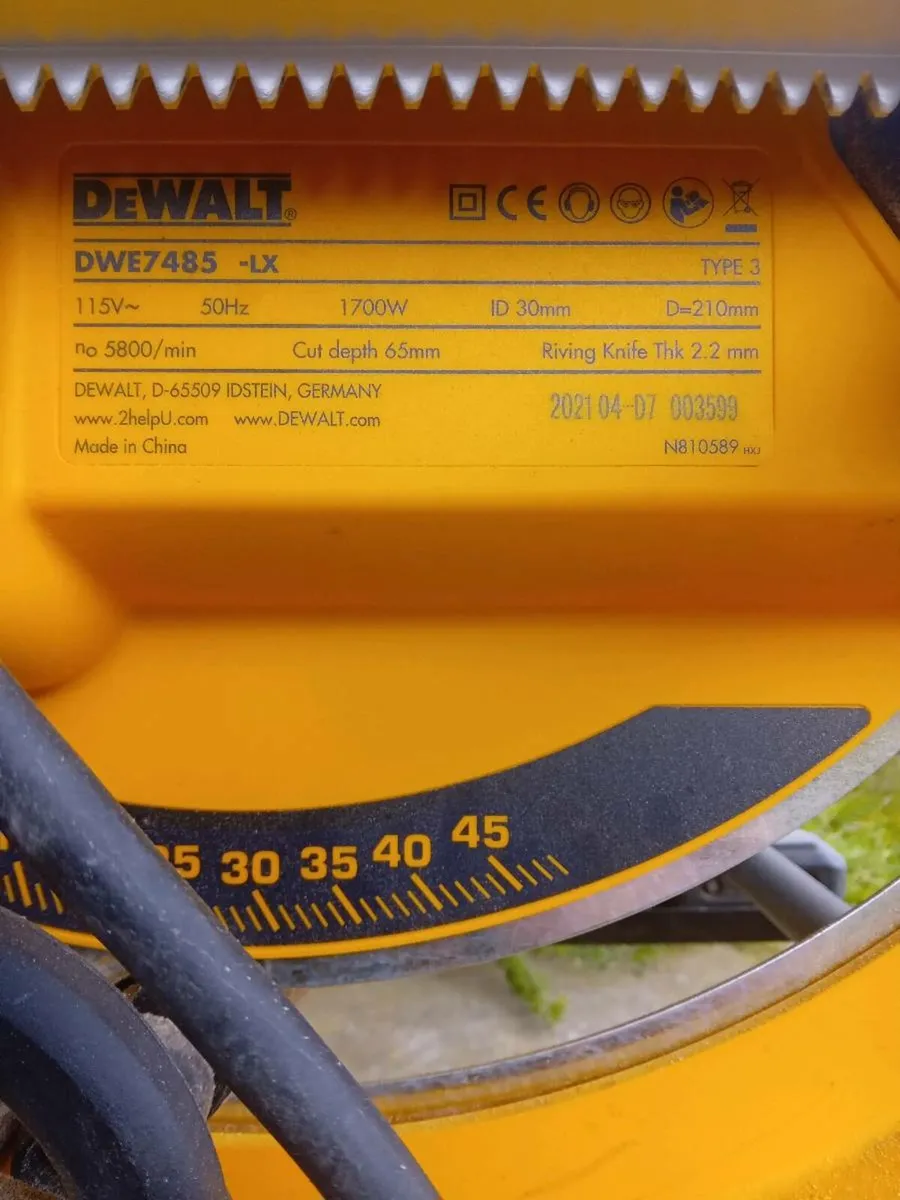 DEWALT®
DWE7485 -LX TYPE 3
115V~ 50Hz 1700W ID 30mm D=210mm
no 5800/min Cut depth 65mm Riving Knife Thk 2.2 mm
DEWALT, D-65509 IDSTEIN, GERMANY
www.2helpU.com www.DEWALT.com
2021 04-07 003599
Made in China
N810589 HXJ
30 35 40 45